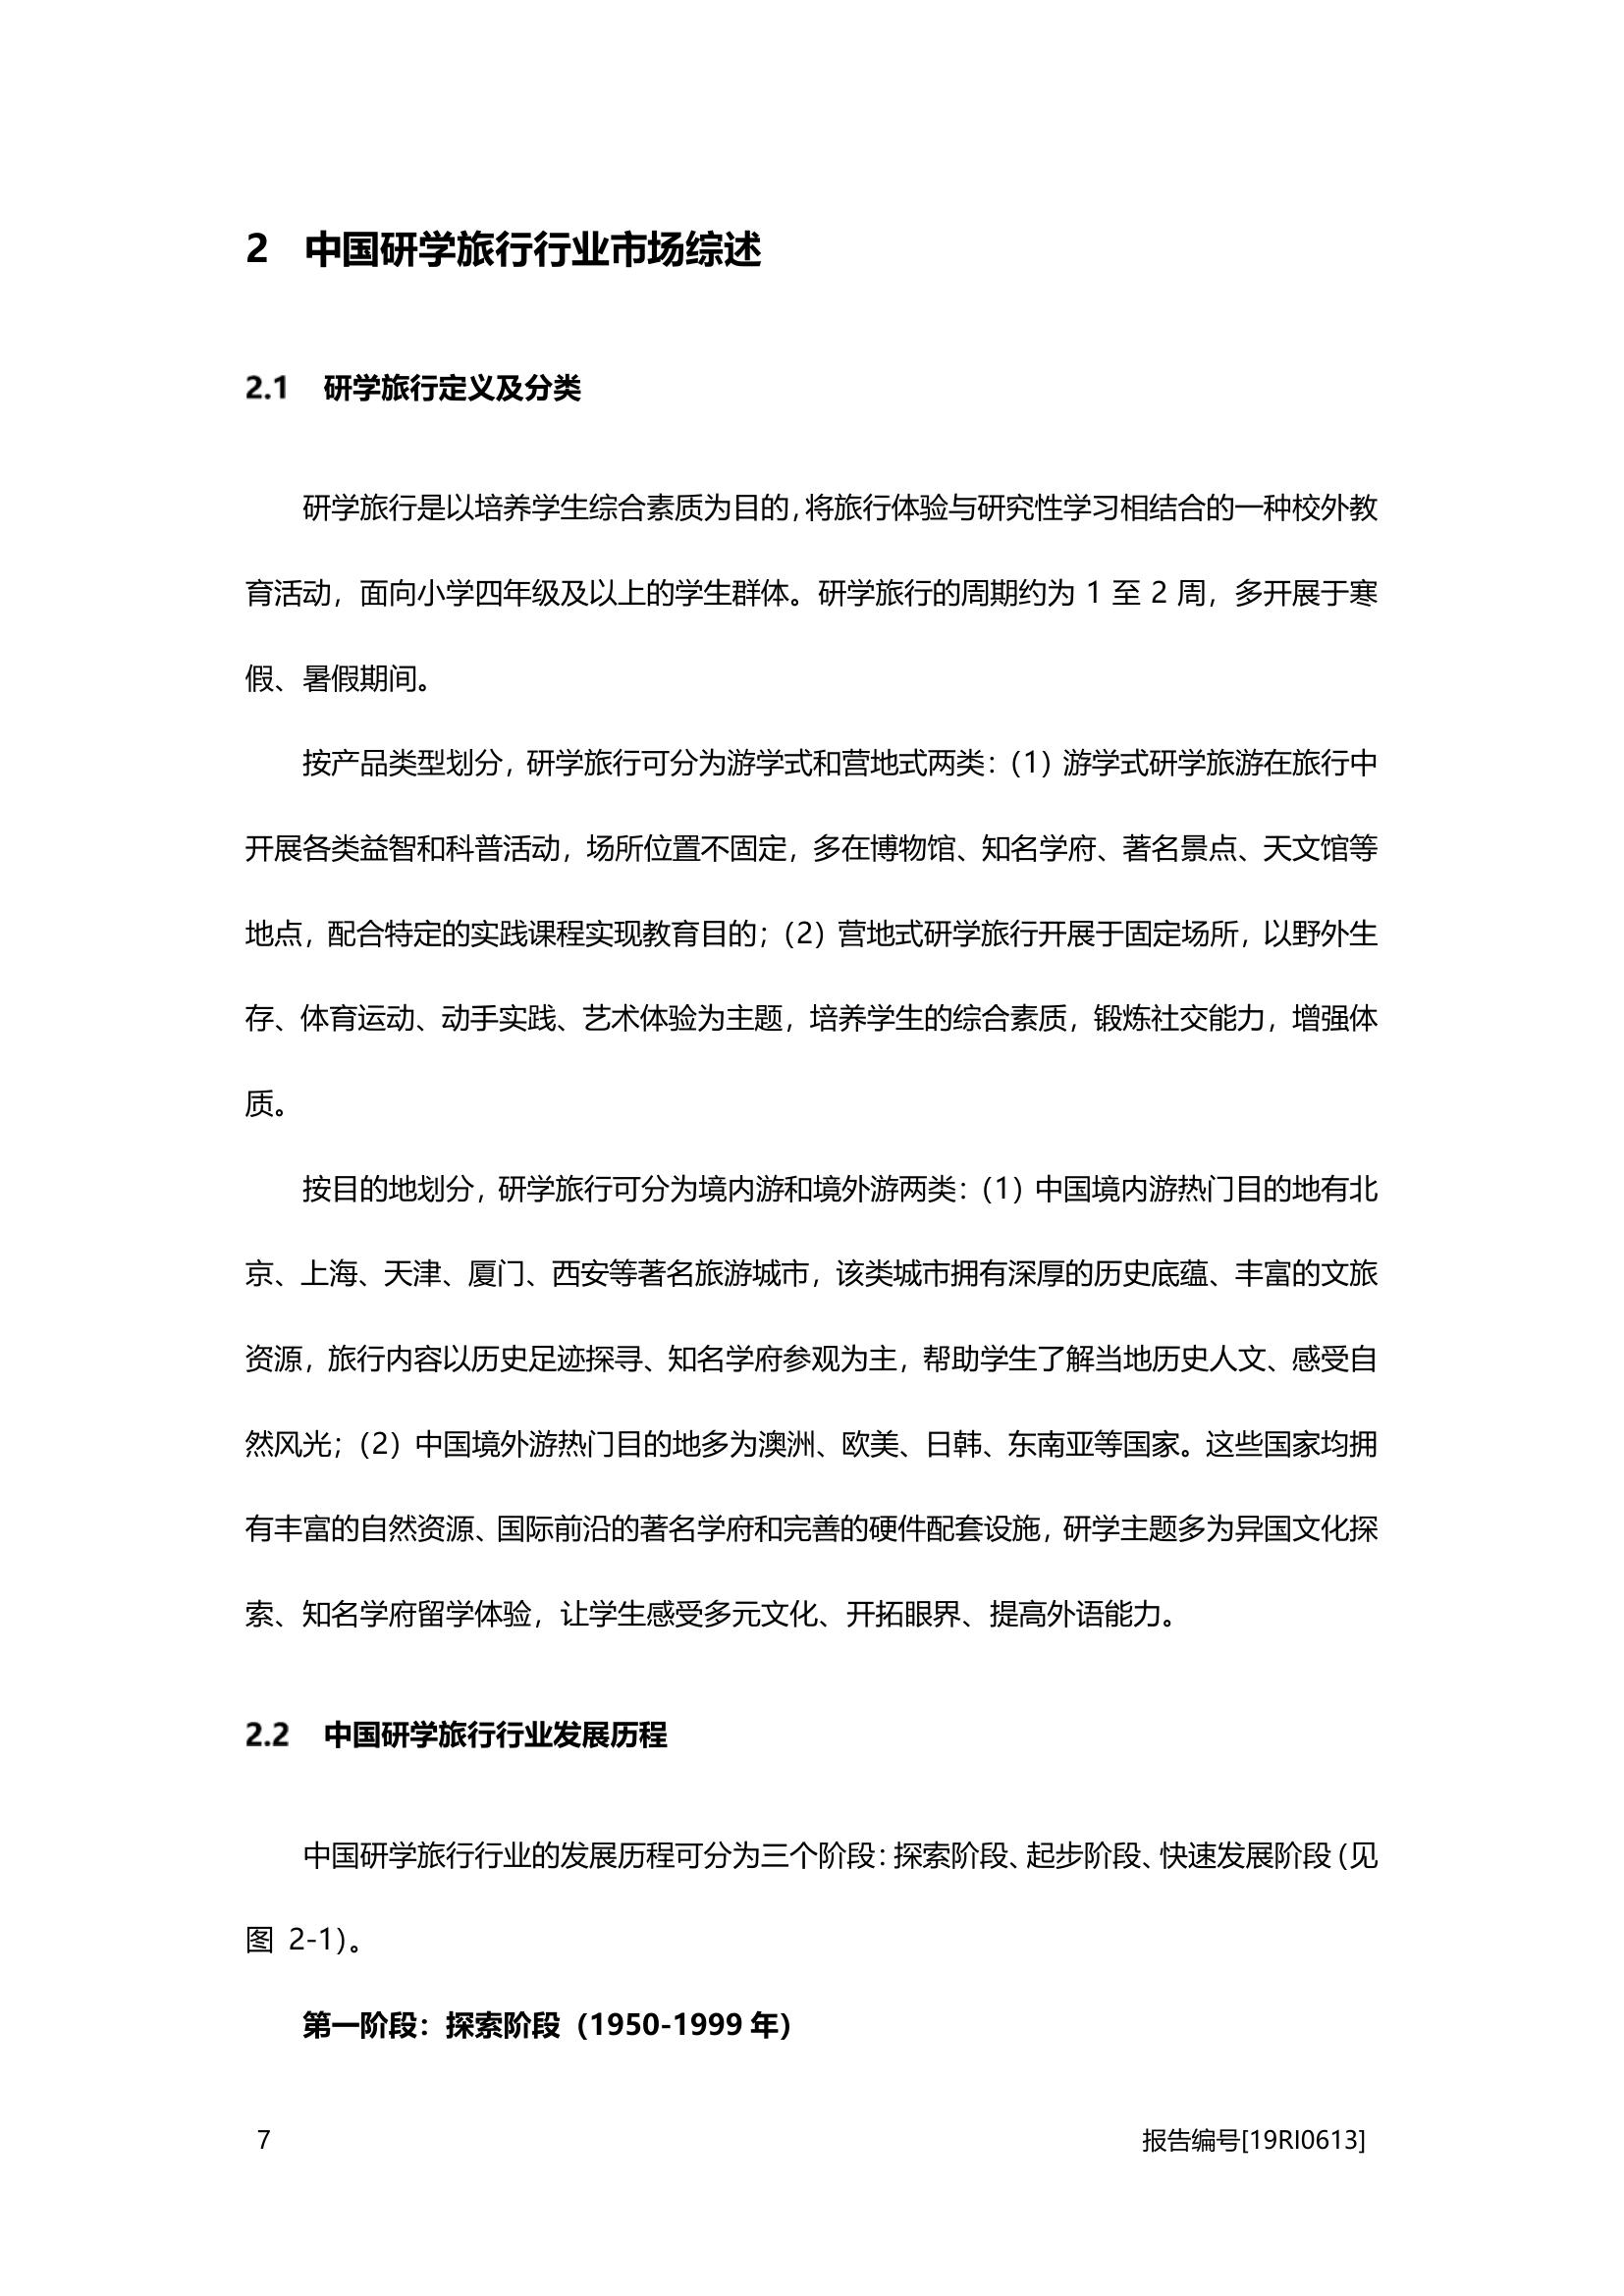 2 中国研学旅行行业市场综述
2.1 研学旅行定义及分类
研学旅行是以培养学生综合素质为目的，将旅行体验与研究性学习相结合的一种校外教
育活动，面向小学四年级及以上的学生群体。研学旅行的周期约为 1 至 2 周，多开展于寒
假、暑假期间。
按产品类型划分，研学旅行可分为游学式和营地式两类：（1）游学式研学旅游在旅行中
开展各类益智和科普活动，场所位置不固定，多在博物馆、知名学府、著名景点、天文馆等
地点，配合特定的实践课程实现教育目的；（2）营地式研学旅行开展于固定场所，以野外生
存、体育运动、动手实践、艺术体验为主题，培养学生的综合素质，锻炼社交能力，增强体
质。
按目的地划分，研学旅行可分为境内游和境外游两类：（1）中国境内游热门目的地有北
京、上海、天津、厦门、西安等著名旅游城市，该类城市拥有深厚的历史底蕴、丰富的文旅
资源，旅行内容以历史足迹探寻、知名学府参观为主，帮助学生了解当地历史人文、感受自
然风光；（2）中国境外游热门目的地多为澳洲、欧美、日韩、东南亚等国家。这些国家均拥
有丰富的自然资源、国际前沿的著名学府和完善的硬件配套设施，研学主题多为异国文化探
索、知名学府留学体验，让学生感受多元文化、开拓眼界、提高外语能力。
2.2 中国研学旅行行业发展历程
中国研学旅行行业的发展历程可分为三个阶段：探索阶段、起步阶段、快速发展阶段（见
图 2-1）。
第一阶段：探索阶段（1950-1999 年）
7 报告编号[19RI0613]